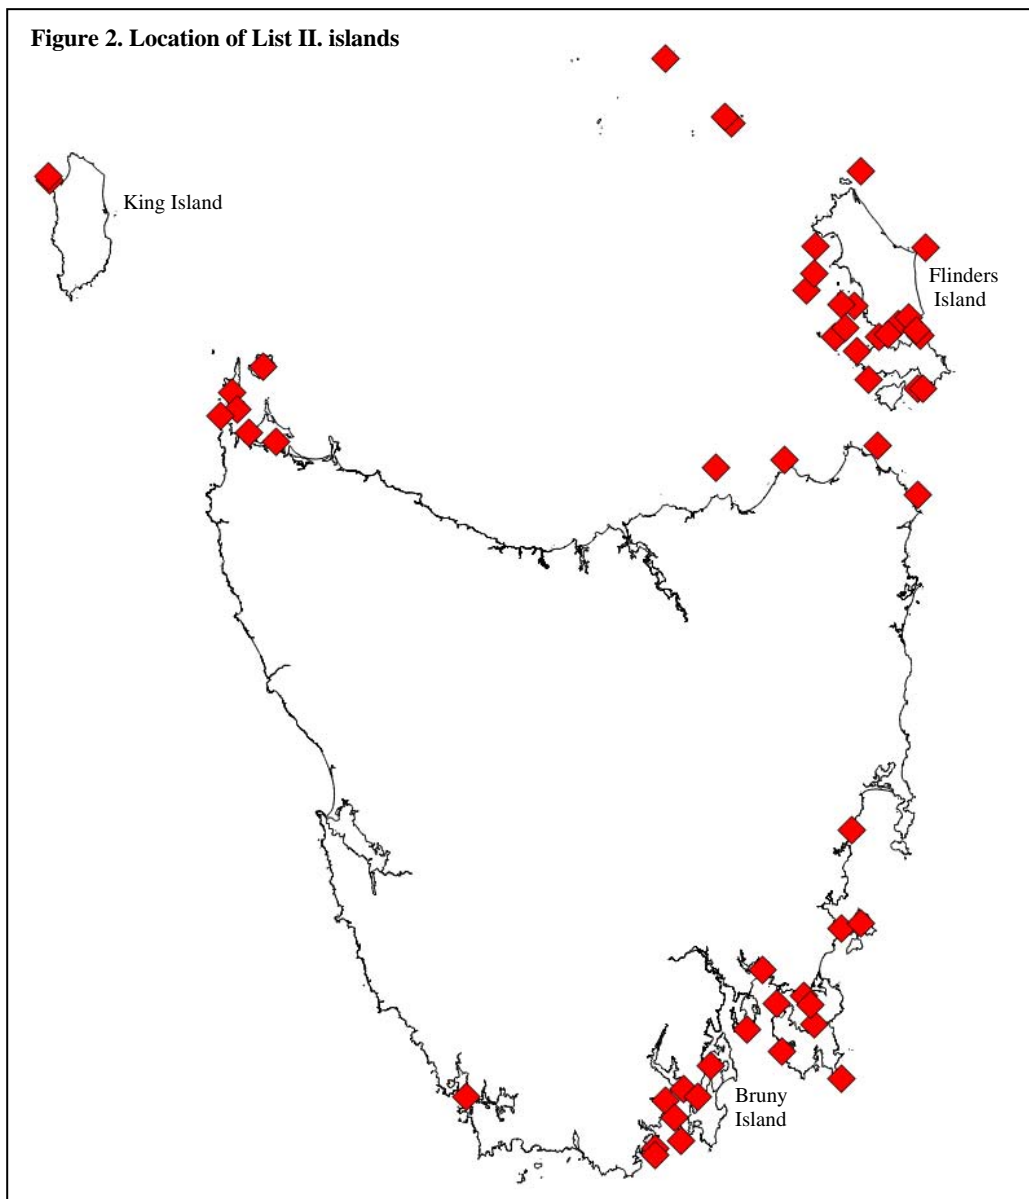 Figure 2. Location of List II. islands
King Island
Flinders
Island
Bruny
Island